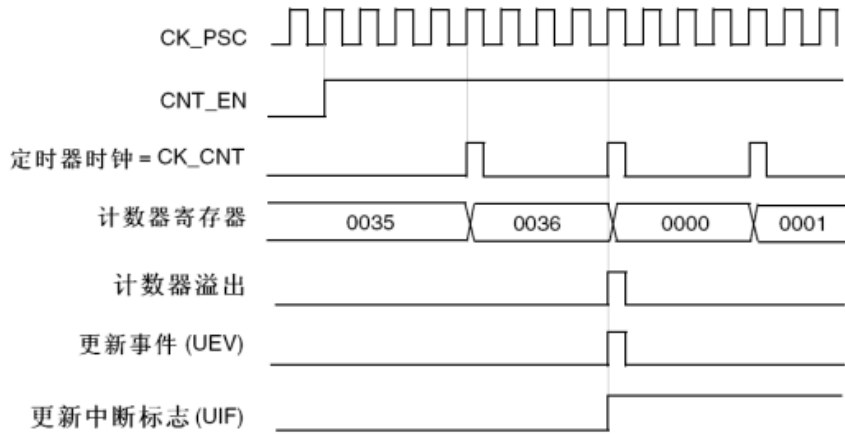 CK_PSC
CNT_EN
定时器时钟 = CK_CNT
计数器寄存器 0035 0036 0000 0001
计数器溢出
更新事件 (UEV)
更新中断标志 (UIF)